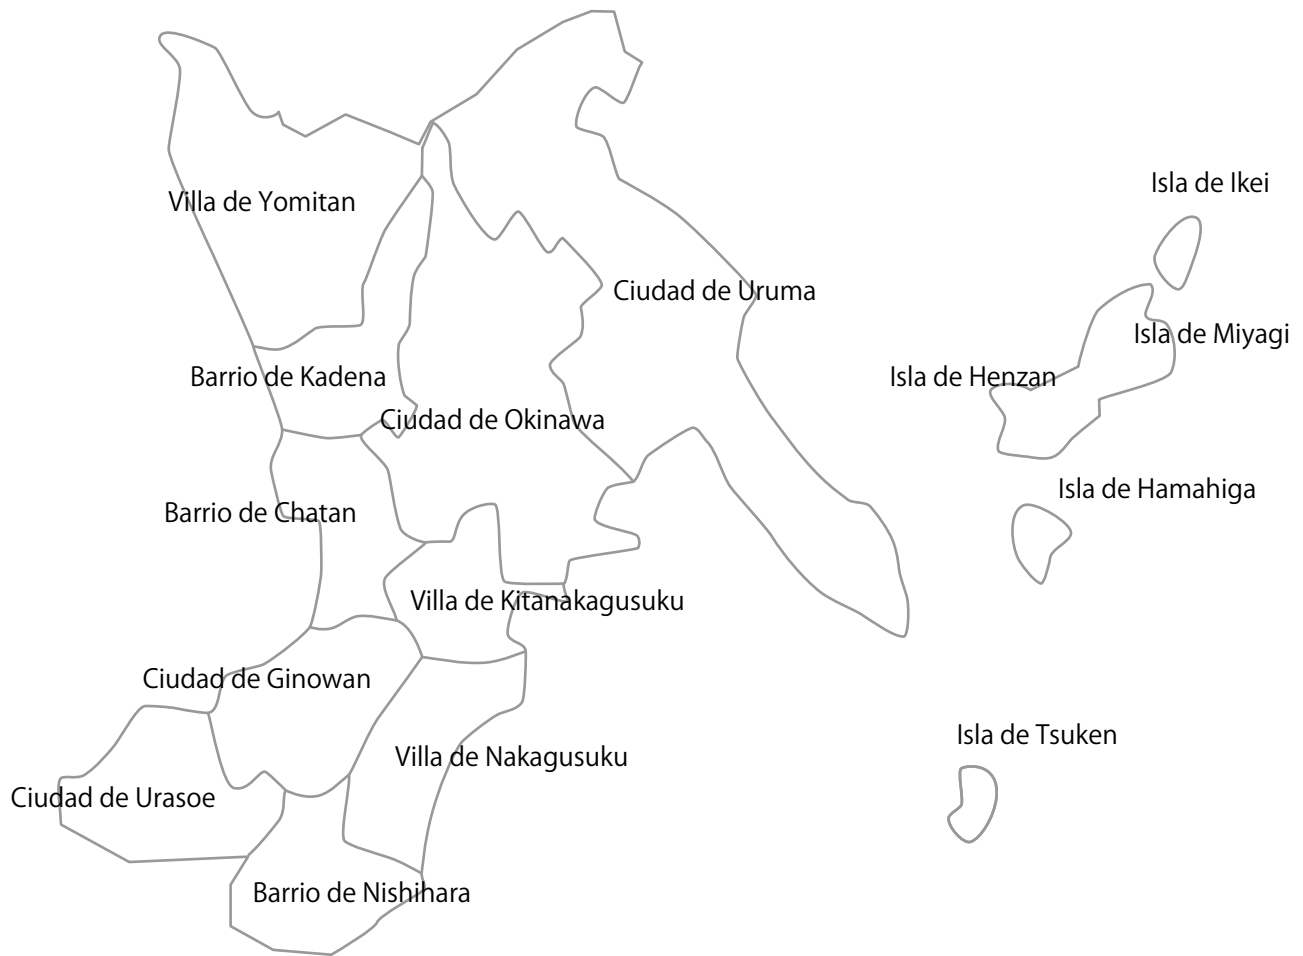 Isla de Ikei
Villa de Yomitan
Ciudad de Uruma
Isla de Miyagi
Barrio de Kadena
Isla de Henzan
Ciudad de Okinawa
Isla de Hamahiga
Barrio de Chatan
Villa de Kitanakagusuku
Ciudad de Ginowan
Isla de Tsuken
Villa de Nakagusuku
Ciudad de Urasoe
Barrio de Nishihara